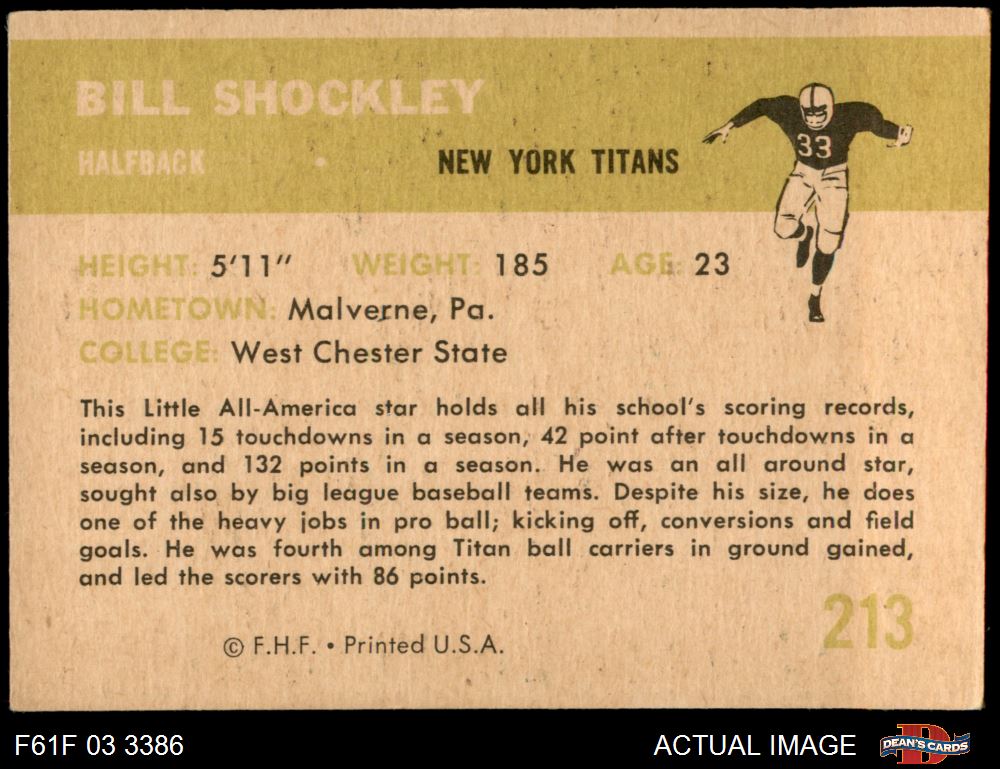 BILL SHOCKLEY
HALFBACK • NEW YORK TITANS
33
HEIGHT: 5'11" WEIGHT: 185 AGE: 23
HOMETOWN: Malverne, Pa.
COLLEGE: West Chester State
This Little All-America star holds all his school's scoring records,
including 15 touchdowns in a season, 42 point after touchdowns in a
season, and 132 points in a season. He was an all around star,
sought also by big league baseball teams. Despite his size, he does
one of the heavy jobs in pro ball; kicking off, conversions and field
goals. He was fourth among Titan ball carriers in ground gained,
and led the scorers with 86 points.
213
© F.H.F. • Printed U.S.A.
F61F 03 3386 ACTUAL IMAGE DEAN'S CARDS